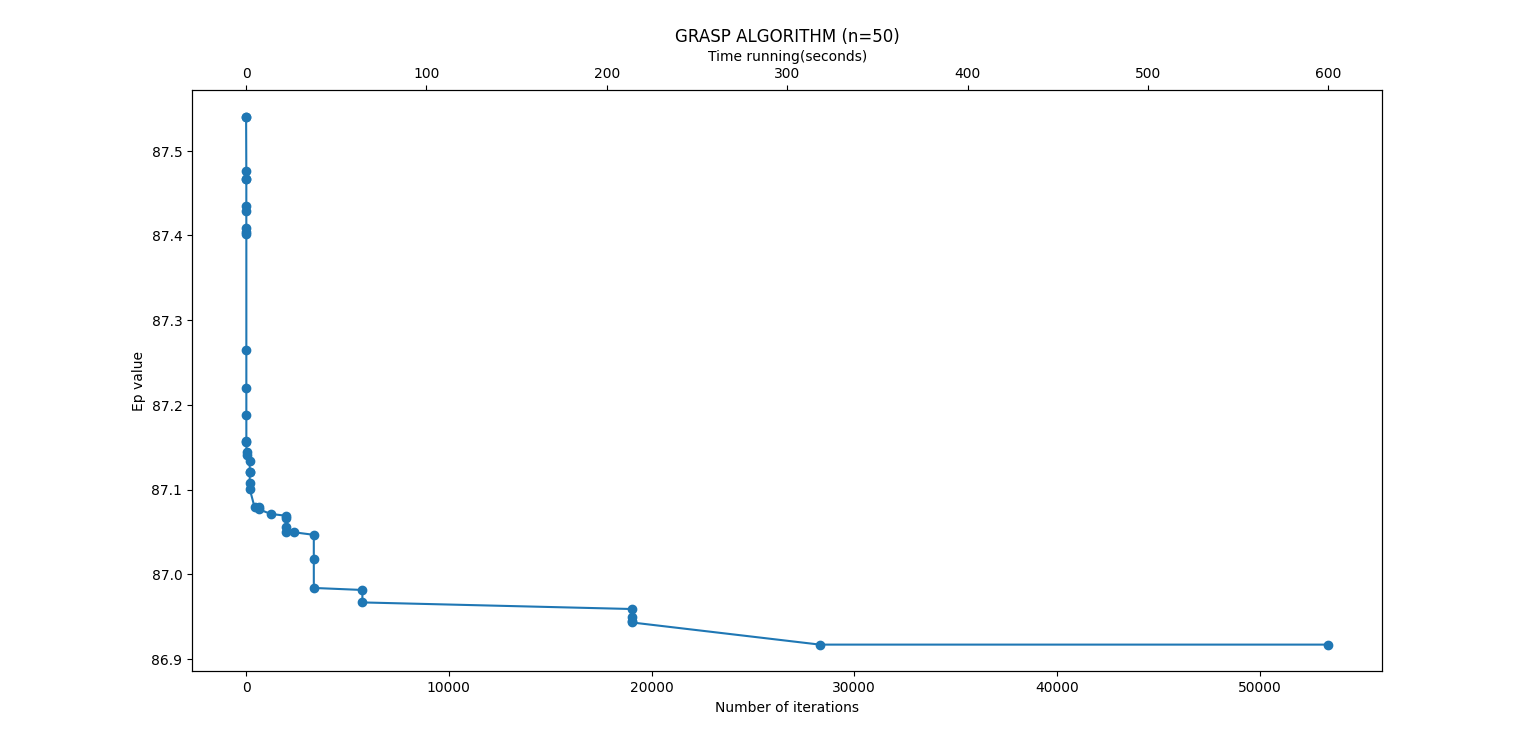 GRASP ALGORITHM (n=50)
Time running(seconds)
0 100 200 300 400 500 600
87.5
87.4
87.3
87.2
87.1
87.0
86.9
Ep value
0 10000 20000 30000 40000 50000
Number of iterations